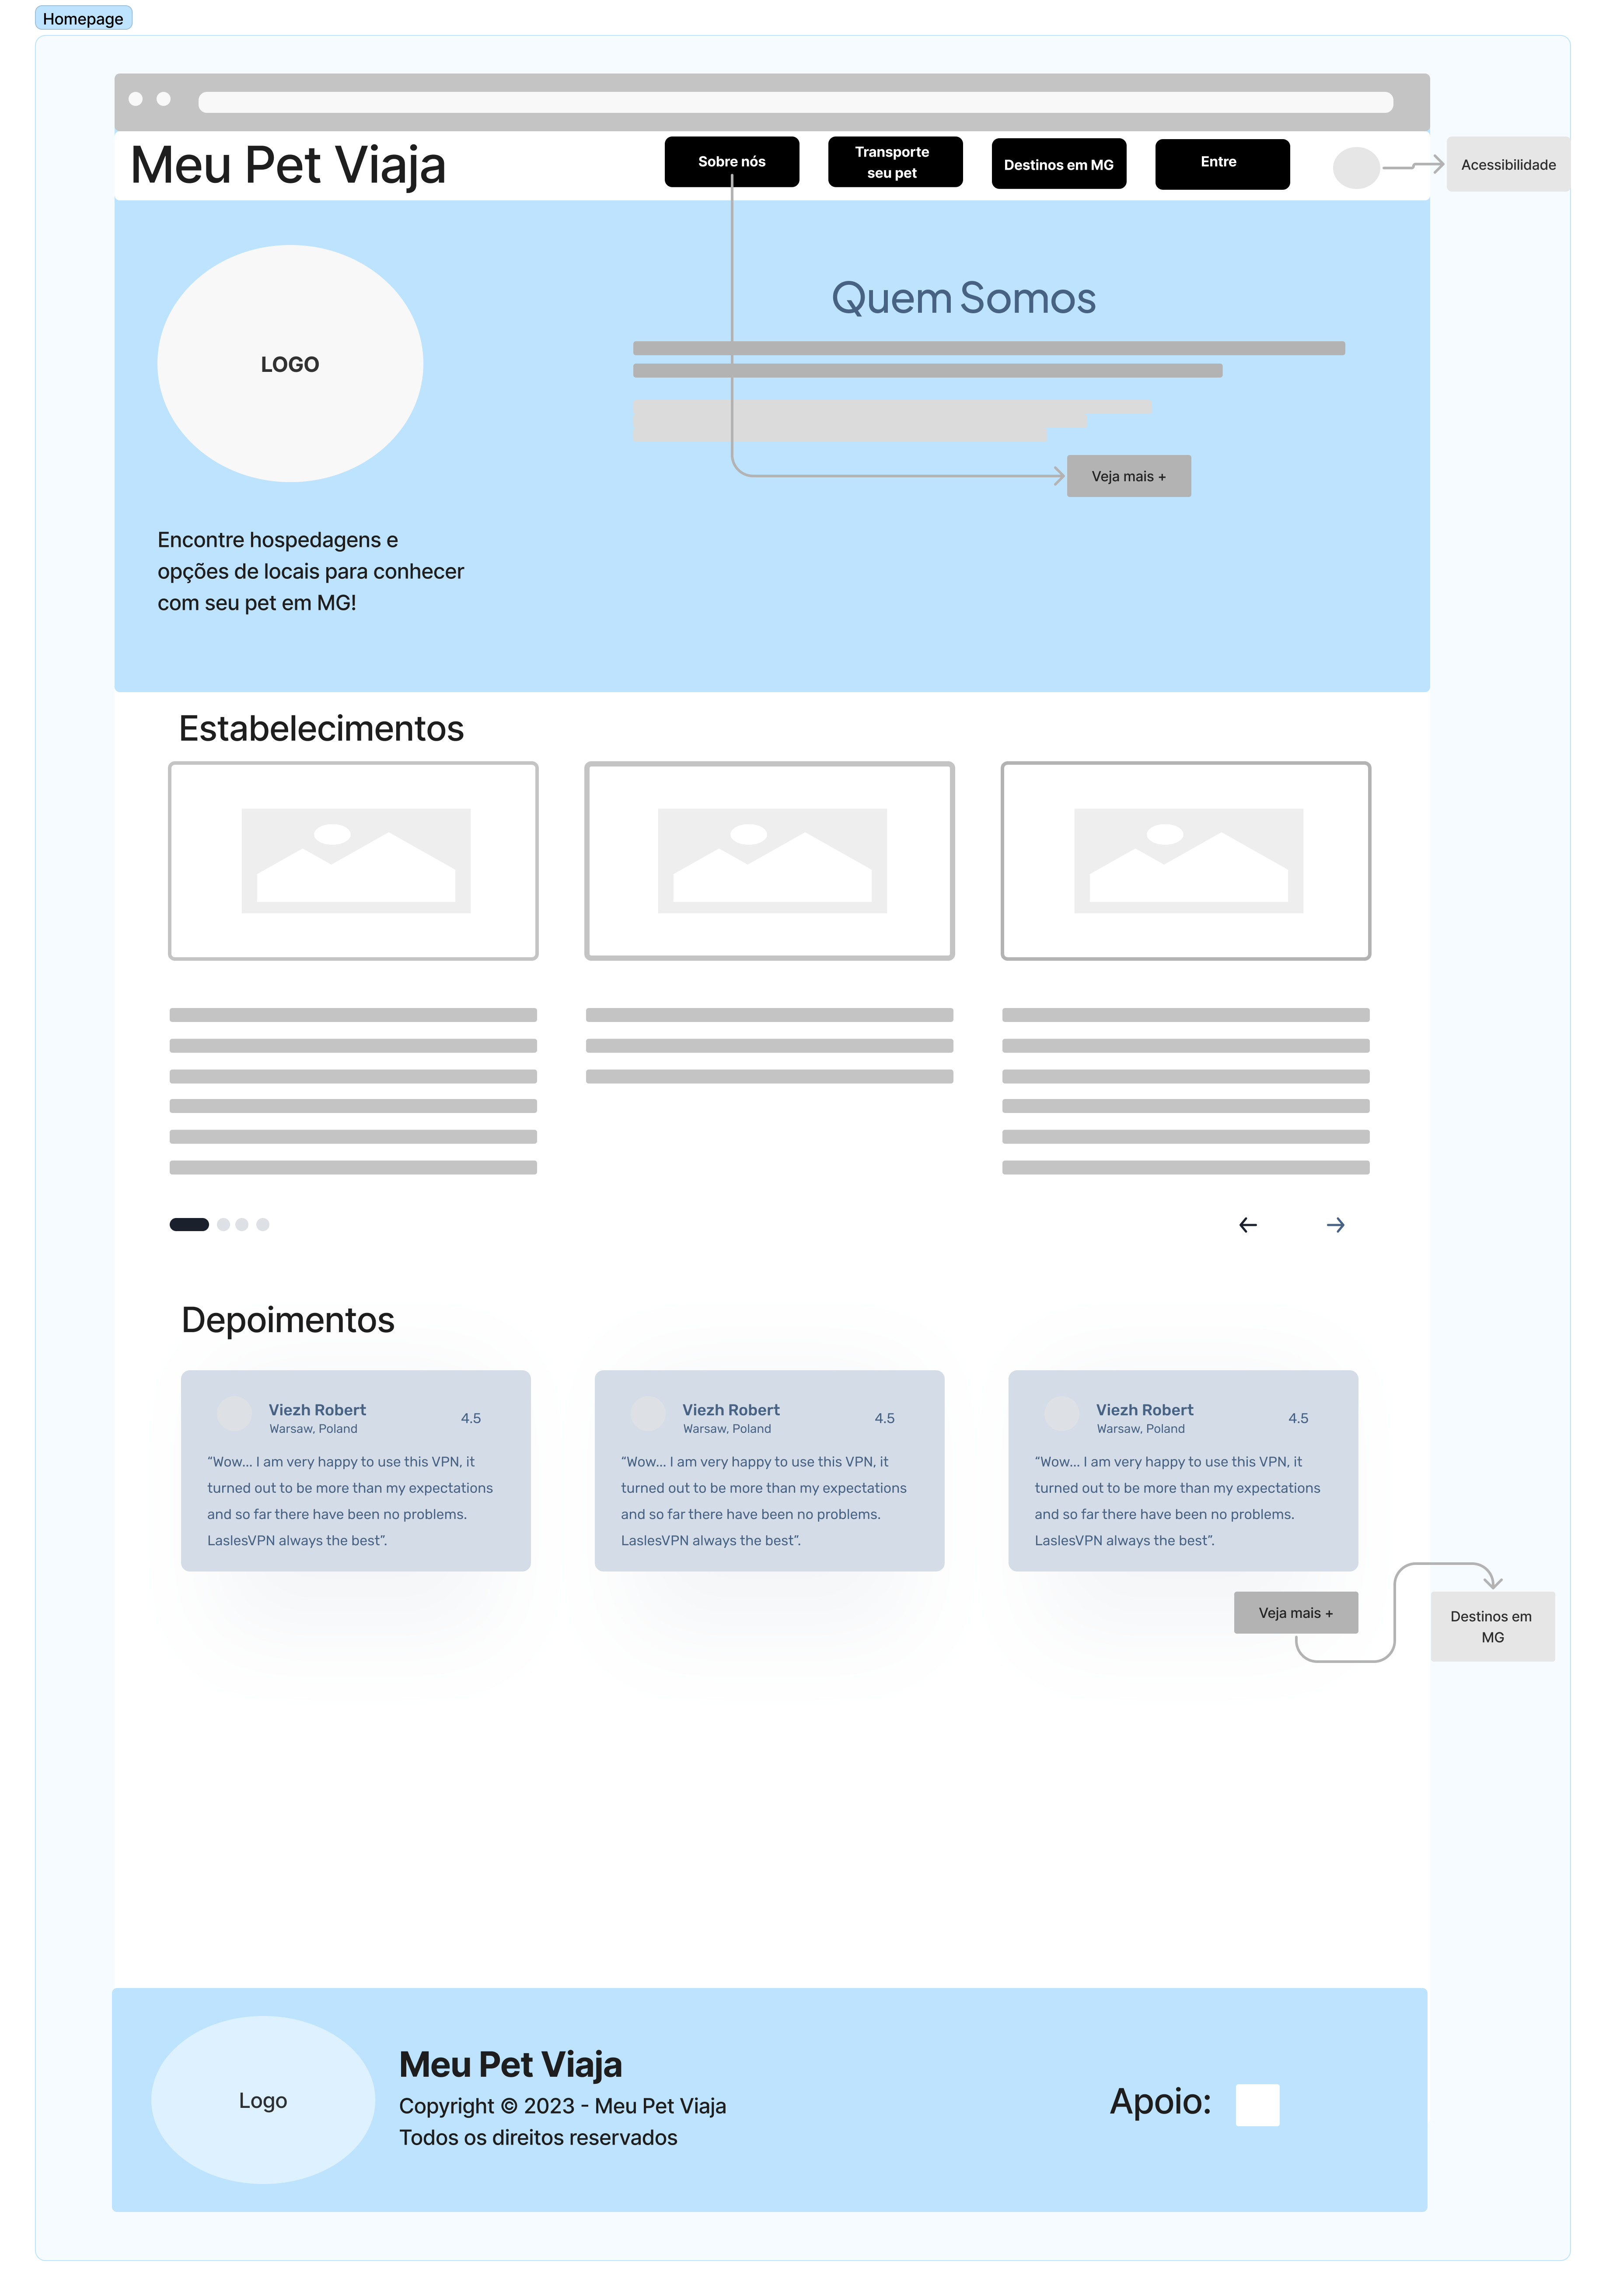 Homepage
Meu Pet Viaja
Sobre nós
Transporte
seu pet
Destinos em MG
Entre
Acessibilidade
LOGO
Encontre hospedagens e
opções de locais para conhecer
com seu pet em MG!
Quem Somos
Veja mais +
Estabelecimentos
Depoimentos
Viezh Robert
Warsaw, Poland
4.5
“Wow... I am very happy to use this VPN, it
turned out to be more than my expectations
and so far there have been no problems.
LaslesVPN always the best”.
Viezh Robert
Warsaw, Poland
4.5
“Wow... I am very happy to use this VPN, it
turned out to be more than my expectations
and so far there have been no problems.
LaslesVPN always the best”.
Viezh Robert
Warsaw, Poland
4.5
“Wow... I am very happy to use this VPN, it
turned out to be more than my expectations
and so far there have been no problems.
LaslesVPN always the best”.
Veja mais +
Destinos em
MG
Logo
Meu Pet Viaja
Copyright © 2023 - Meu Pet Viaja
Todos os direitos reservados
Apoio: